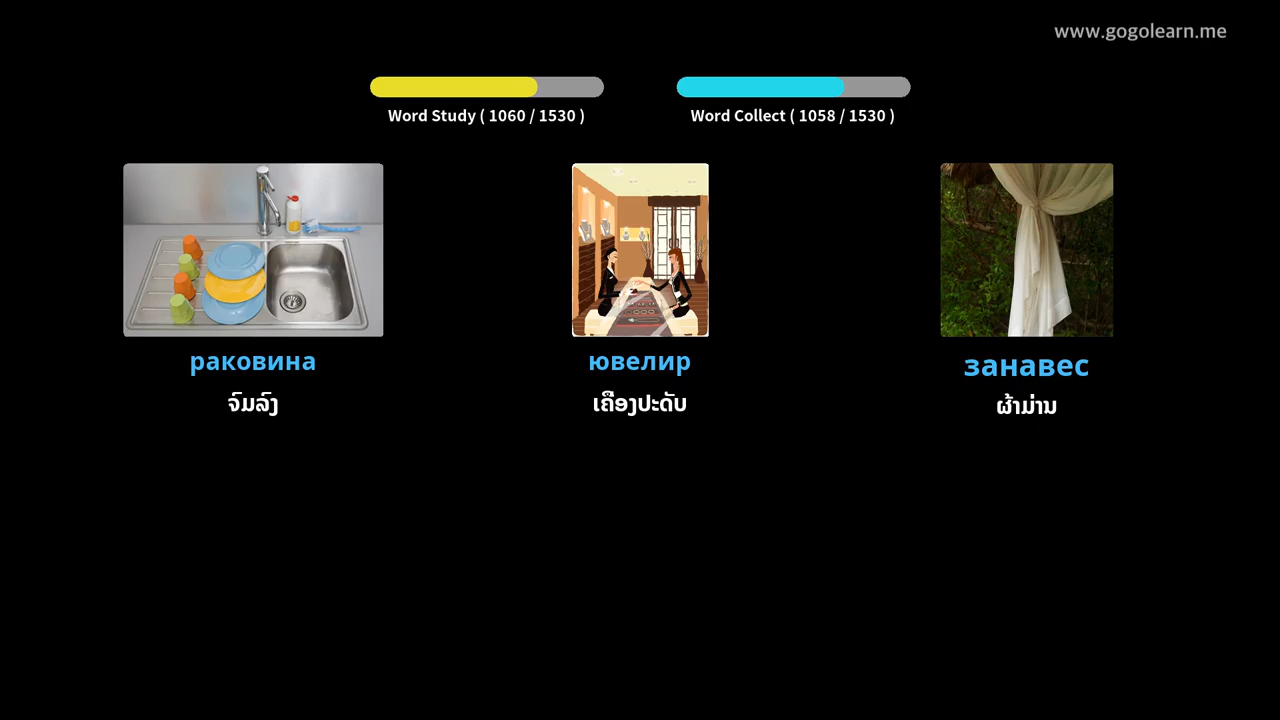 www.gogolearn.me
Word Study ( 1060 / 1530 )
Word Collect ( 1058 / 1530 )
раковина
ювелир
занавес
ຈົມລົງ
ເຄືອງປະດັບ
ຜ້າມ່ານ